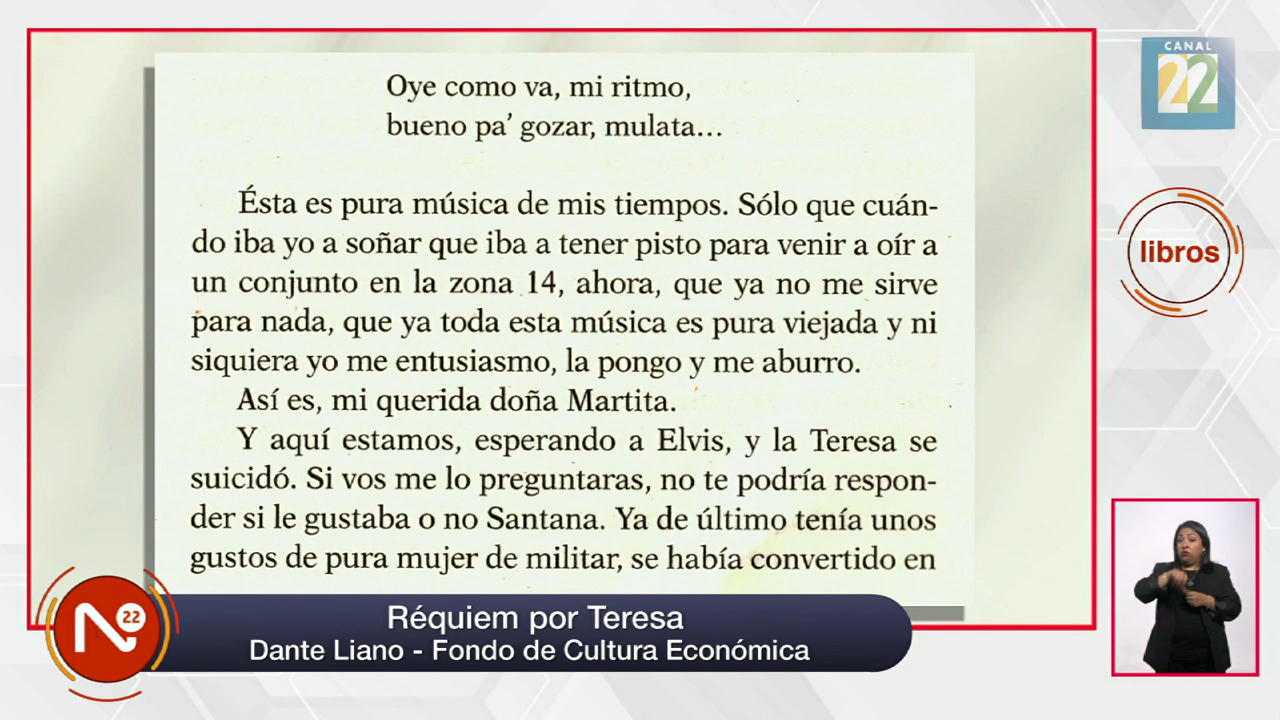 Oye como va, mi ritmo,
bueno pa’ gozar, mulata...
Ésta es pura música de mis tiempos. Sólo que cuán-
do iba yo a soñar que iba a tener pisto para venir a oír a
un conjunto en la zona 14, ahora, que ya no me sirve
para nada, que ya toda esta música es pura viejada y ni
siquiera yo me entusiasmo, la pongo y me aburro.
Así es, mi querida doña Martita.
Y aquí estamos, esperando a Elvis, y la Teresa se
suicidó. Si vos me lo preguntaras, no te podría respon-
der si le gustaba o no Santana. Ya de último tenía unos
gustos de pura mujer de militar, se había convertido en
CANAL
22
libros
N 22
Réquiem por Teresa
Dante Liano - Fondo de Cultura Económica